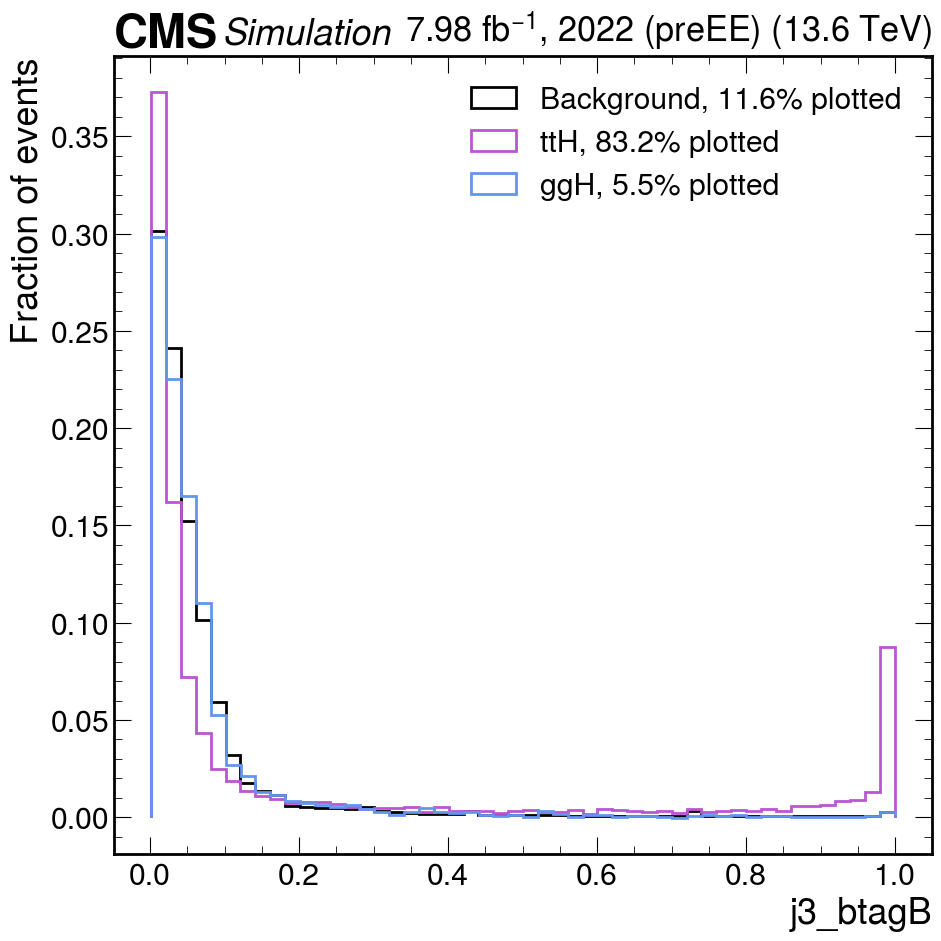 CMS Simulation 7.98 fb⁻¹, 2022 (preEE) (13.6 TeV)
Fraction of events
Background, 11.6% plotted
ttH, 83.2% plotted
ggH, 5.5% plotted
0.35
0.30
0.25
0.20
0.15
0.10
0.05
0.00
0.0 0.2 0.4 0.6 0.8 1.0
j3_btagB